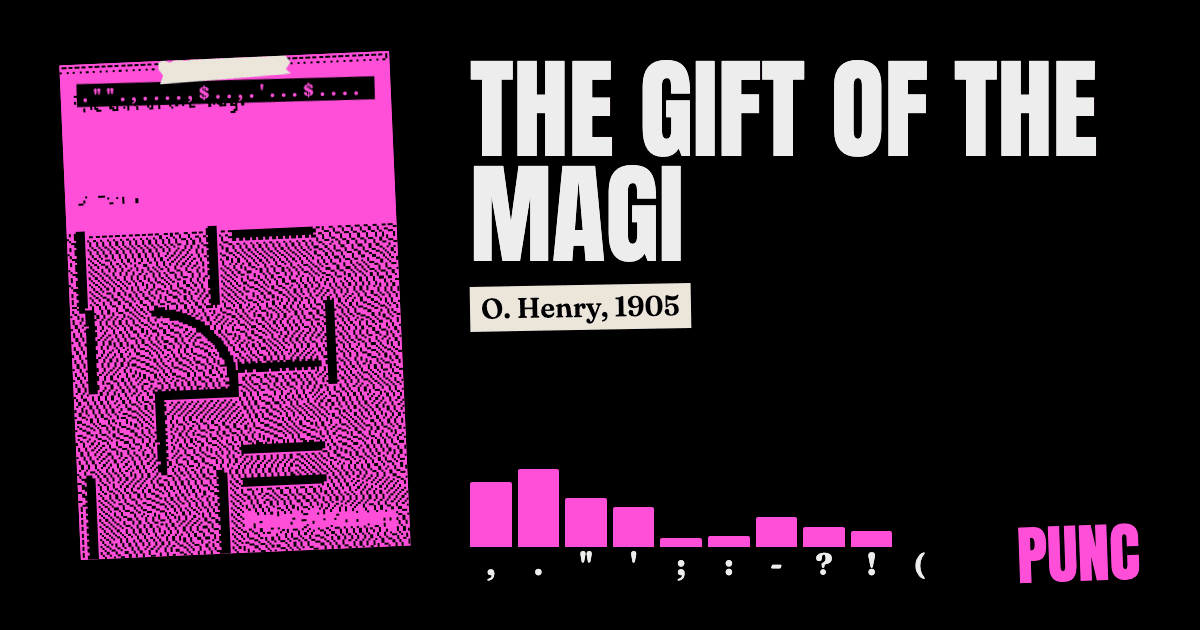 ."".,....,$..,.'...$....
THE GIFT OF THE
MAGI
O. Henry, 1905
, . " ' ; : - ? ! (
PUNC